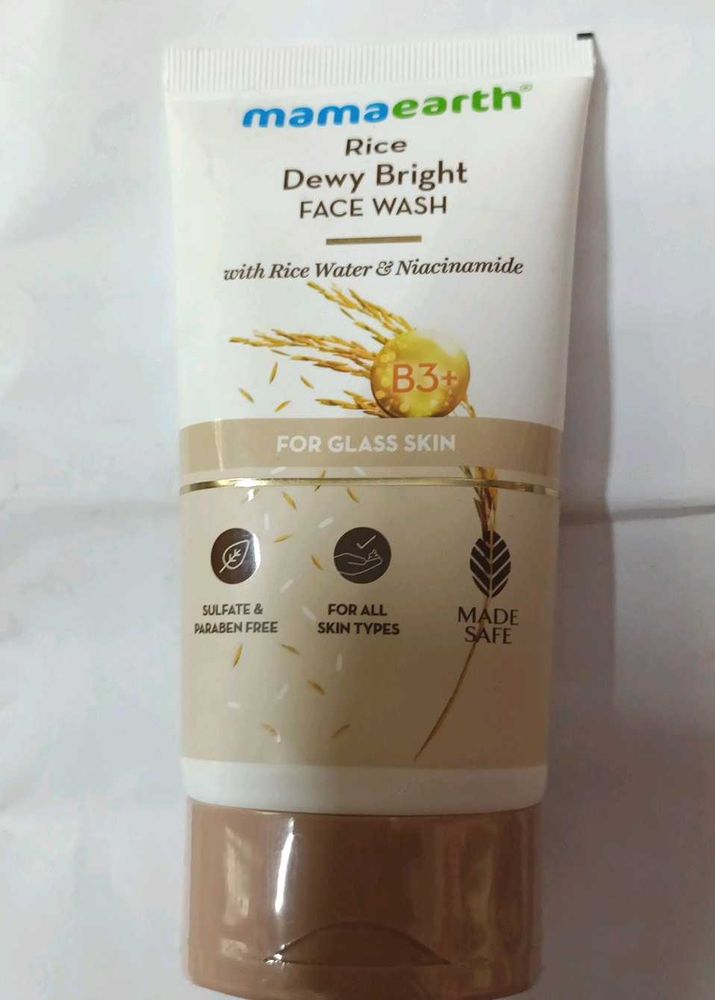 mamaearth®
Rice
Dewy Bright
FACE WASH
with Rice Water & Niacinamide
B3+
FOR GLASS SKIN
SULFATE &
PARABEN FREE
FOR ALL
SKIN TYPES
MADE
SAFE